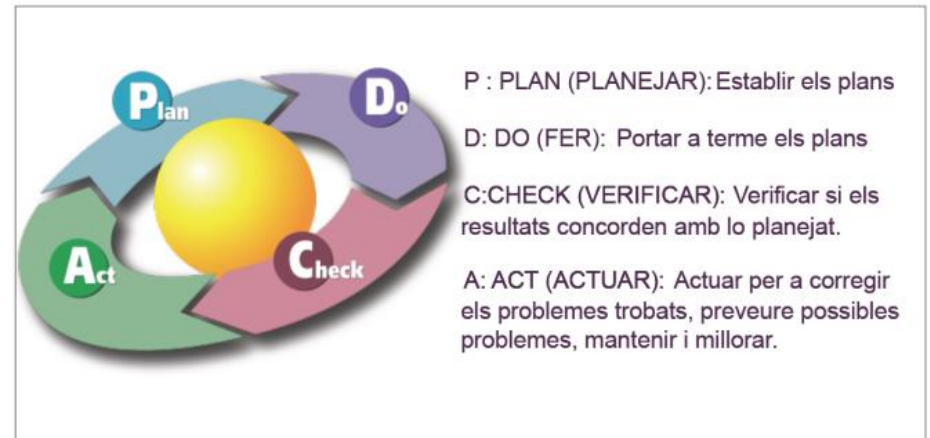 Plan
Do
Check
Act
P : PLAN (PLANEJAR): Establir els plans
D: DO (FER): Portar a terme els plans
C:CHECK (VERIFICAR): Verificar si els
resultats concorden amb lo planejat.
A: ACT (ACTUAR): Actuar per a corregir
els problemes trobats, preveure possibles
problemes, mantenir i millorar.